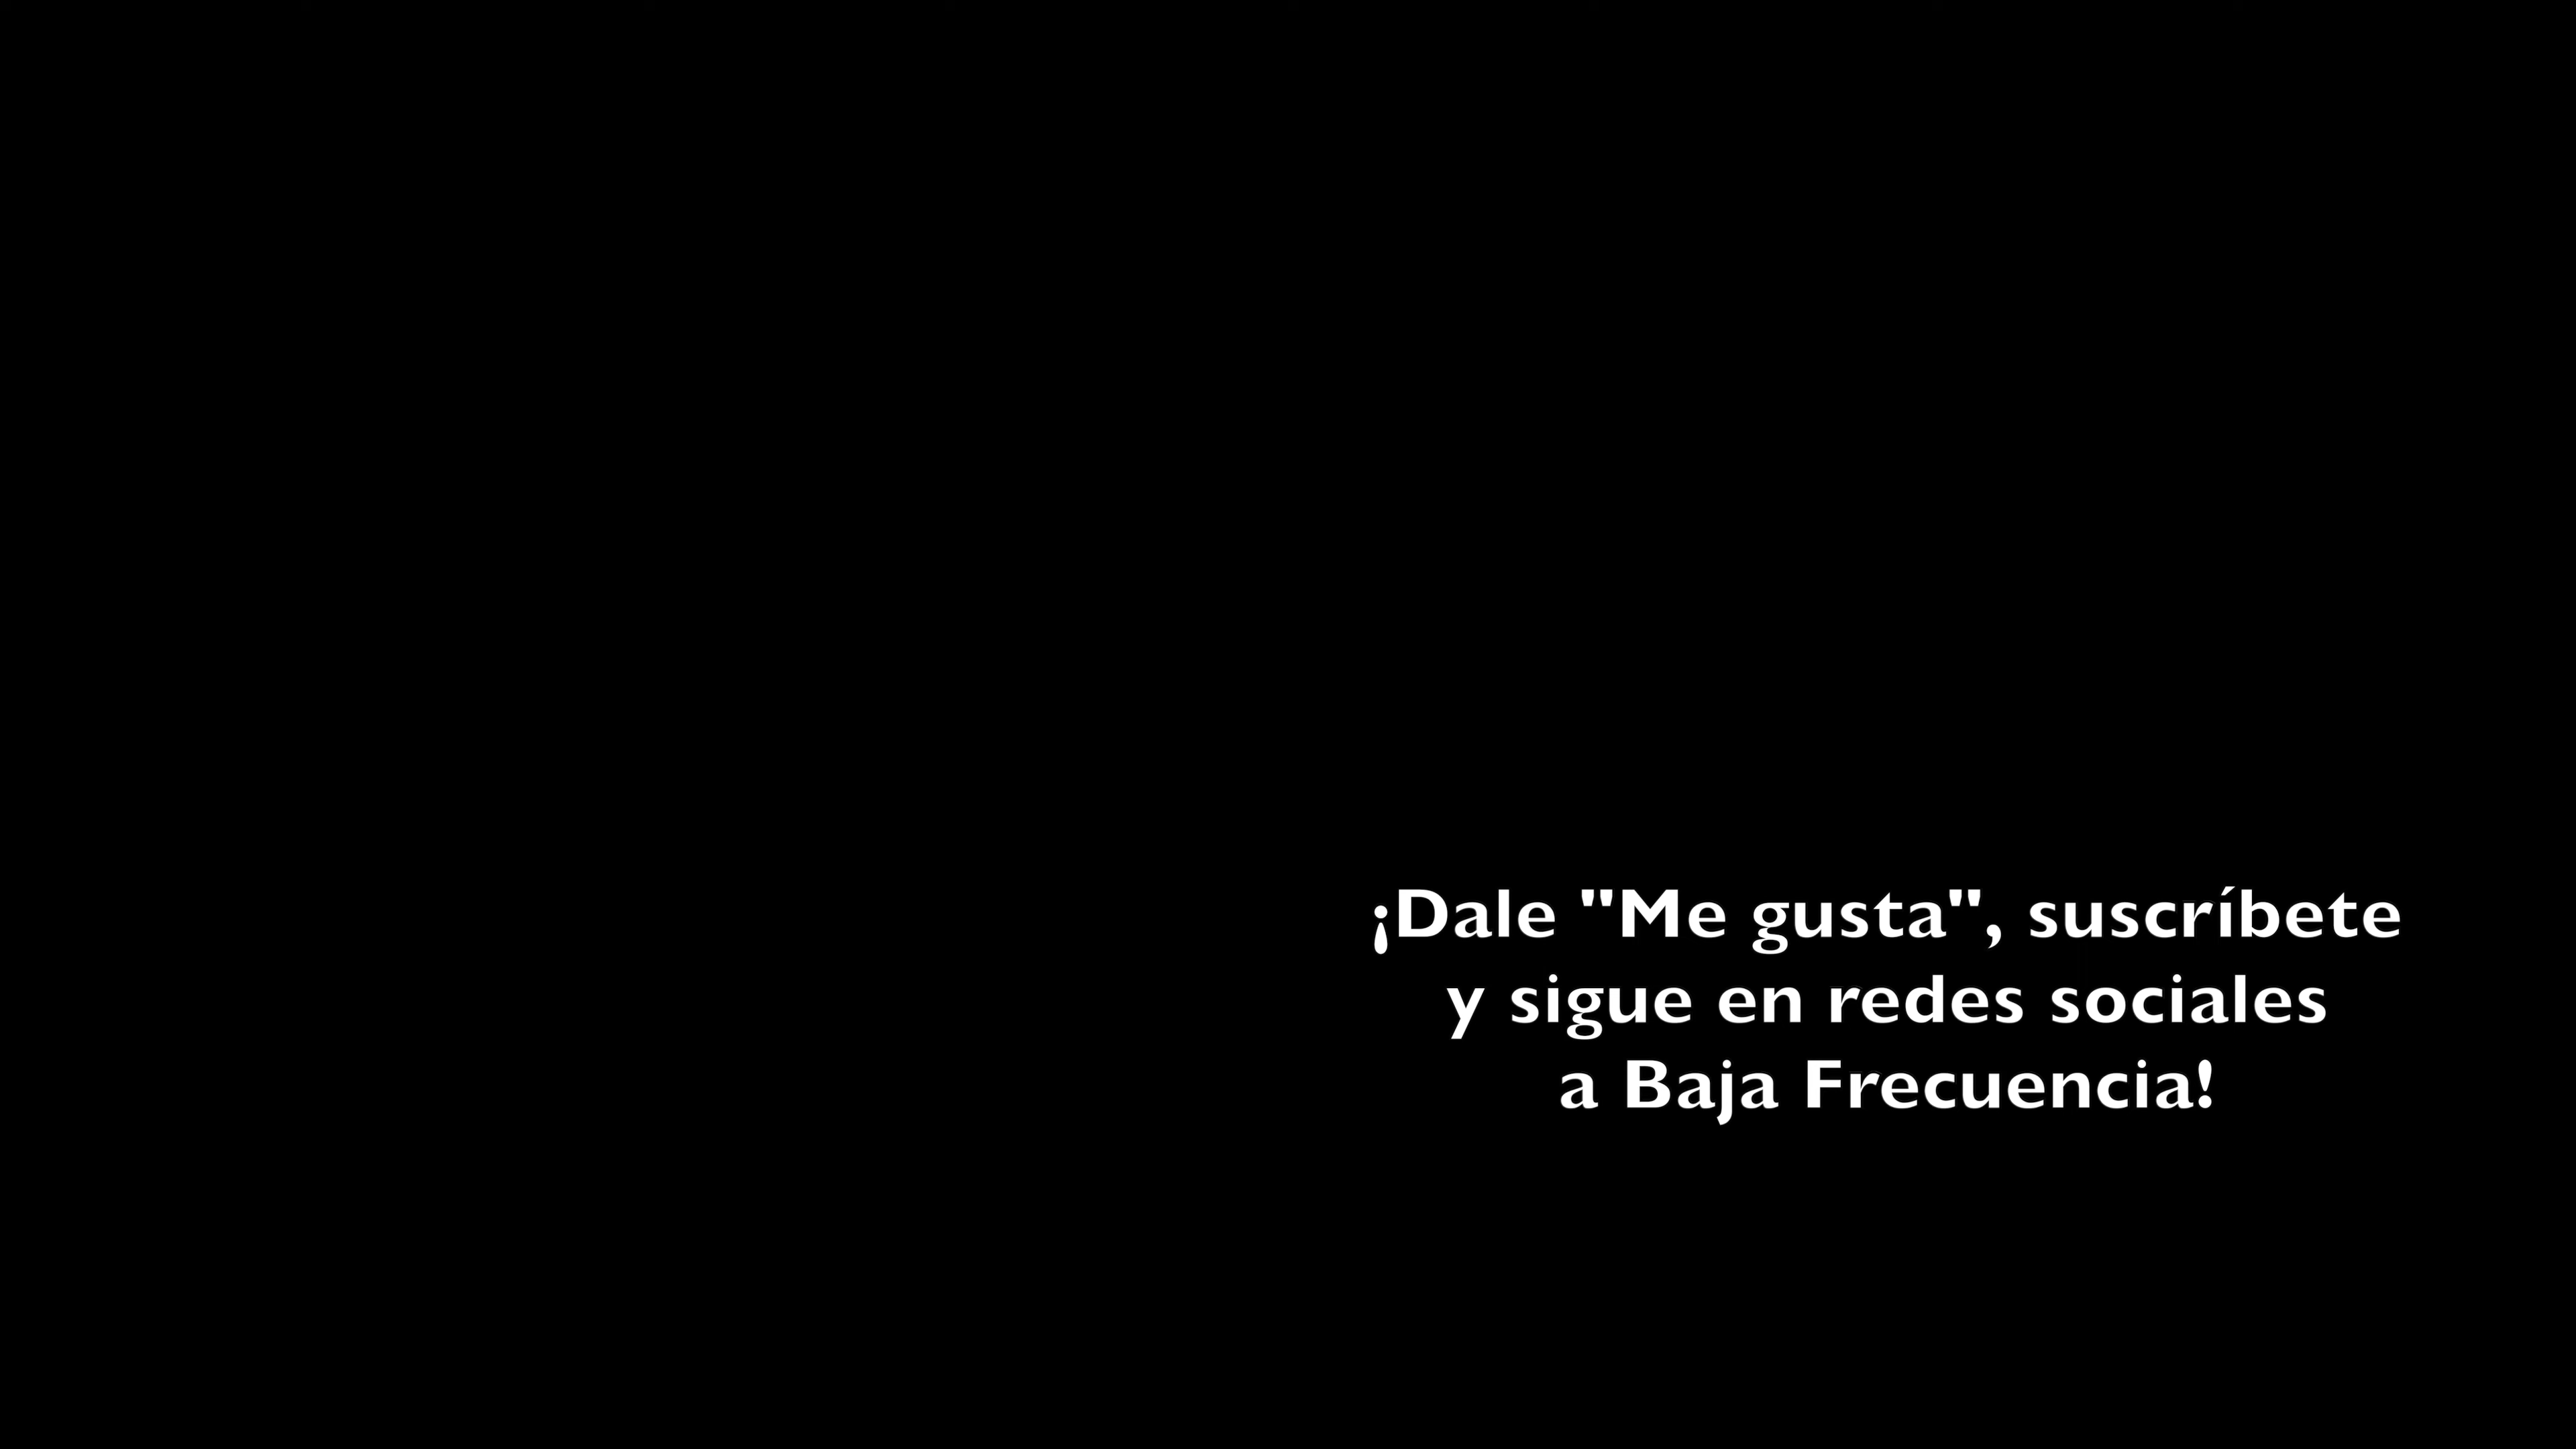 ¡Dale "Me gusta", suscríbete
y sigue en redes sociales
a Baja Frecuencia!